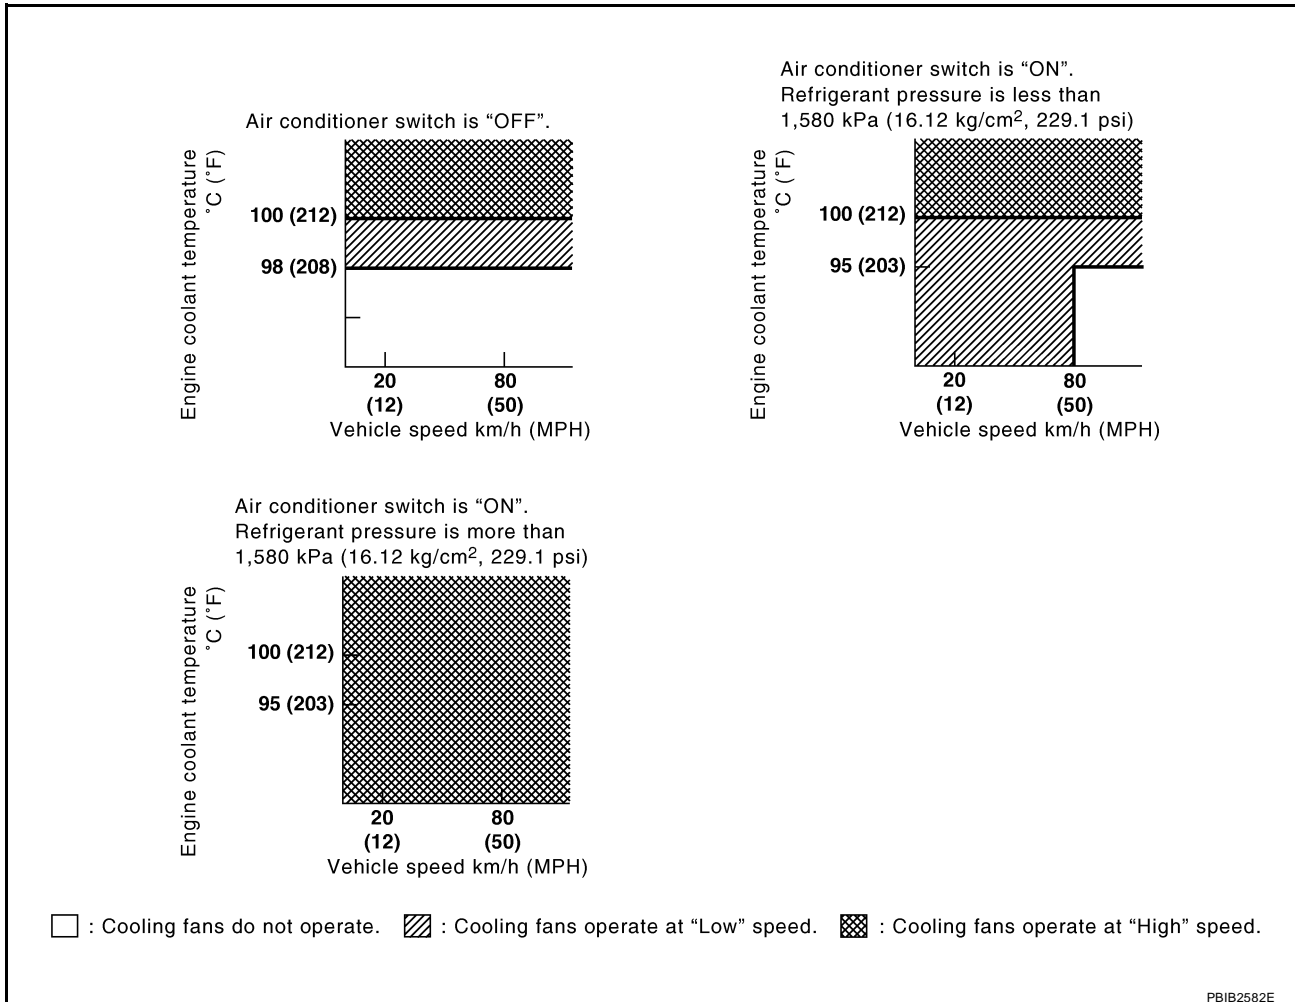 Air conditioner switch is “OFF”.
Engine coolant temperature
˚C (˚F)
100 (212)
98 (208)
20
(12)
80
(50)
Vehicle speed km/h (MPH)
Air conditioner switch is “ON”.
Refrigerant pressure is less than
1,580 kPa (16.12 kg/cm², 229.1 psi)
Engine coolant temperature
˚C (˚F)
100 (212)
95 (203)
20
(12)
80
(50)
Vehicle speed km/h (MPH)
Air conditioner switch is “ON”.
Refrigerant pressure is more than
1,580 kPa (16.12 kg/cm², 229.1 psi)
Engine coolant temperature
˚C (˚F)
100 (212)
95 (203)
20
(12)
80
(50)
Vehicle speed km/h (MPH)
: Cooling fans do not operate.
: Cooling fans operate at “Low” speed.
: Cooling fans operate at “High” speed.
PBIB2582E